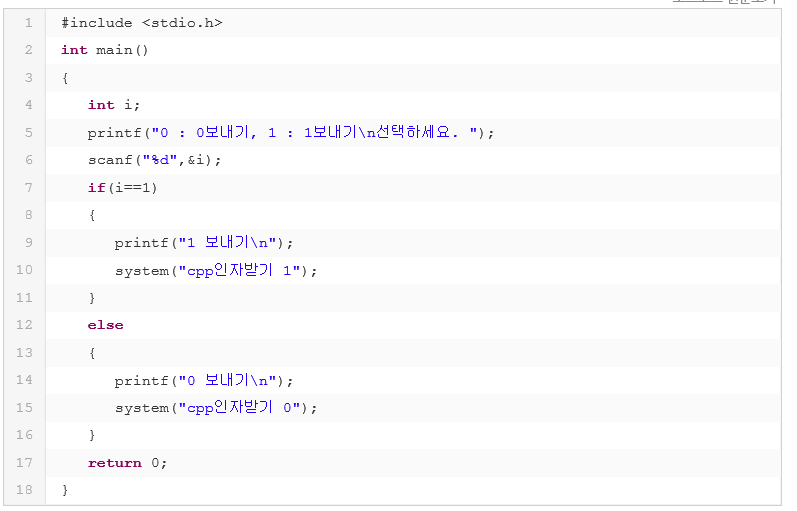 1 #include <stdio.h>
2 int main()
3 {
4 int i;
5 printf("0 : 0보내기, 1 : 1보내기\n선택하세요. ");
6 scanf("%d",&i);
7 if(i==1)
8 {
9 printf("1 보내기\n");
10 system("cpp인자받기 1");
11 }
12 else
13 {
14 printf("0 보내기\n");
15 system("cpp인자받기 0");
16 }
17 return 0;
18 }